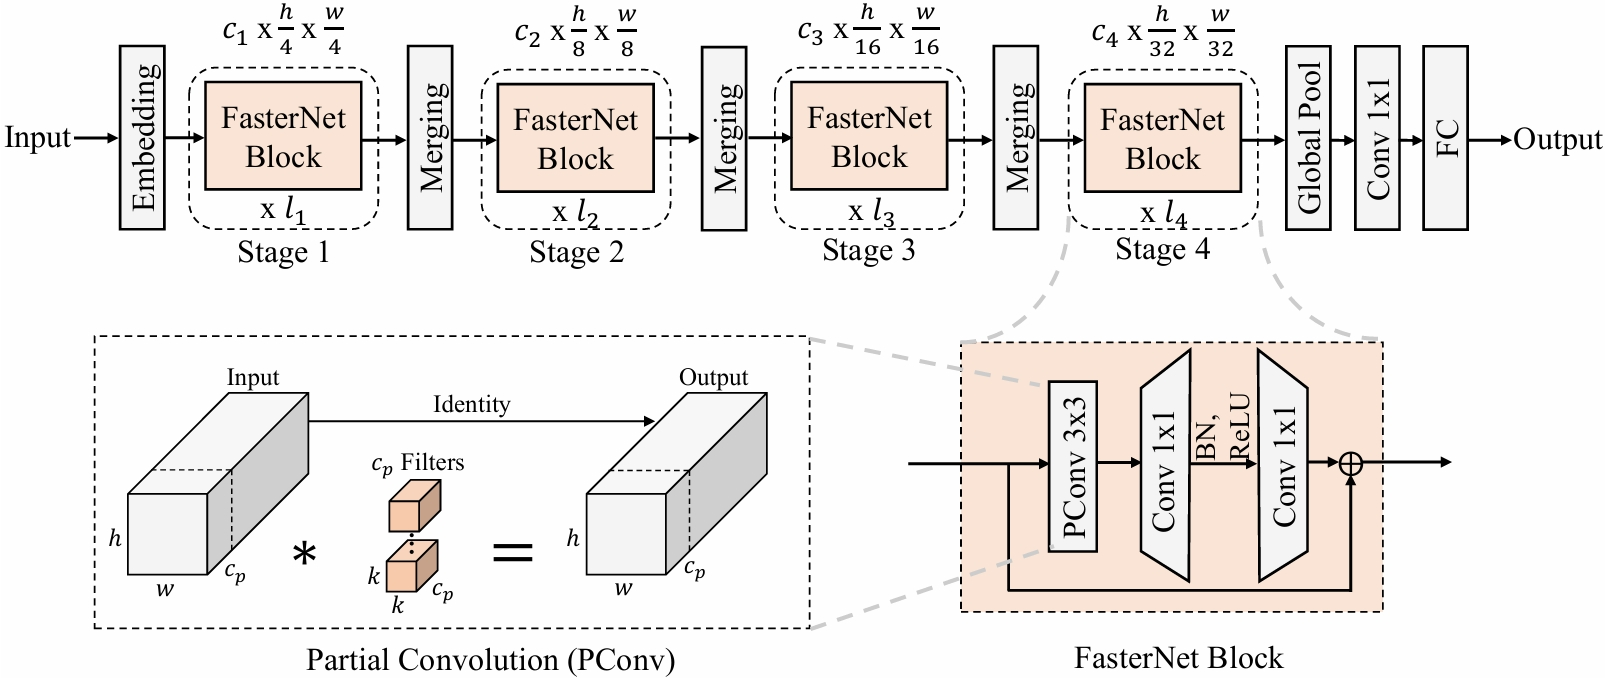 c₁ x h/4 x w/4
c₂ x h/8 x w/8
c₃ x h/16 x w/16
c₄ x h/32 x w/32
Input
Embedding
FasterNet
Block
x l₁
Stage 1
Merging
FasterNet
Block
x l₂
Stage 2
Merging
FasterNet
Block
x l₃
Stage 3
Merging
FasterNet
Block
x l₄
Stage 4
Global Pool
Conv 1x1
FC
Output
Input
Identity
Output
h
w
cₚ
*
cₚ Filters
k
k
cₚ
=
h
w
cₚ
Partial Convolution (PConv)
PConv 3x3
Conv 1x1
BN,
ReLU
Conv 1x1
FasterNet Block